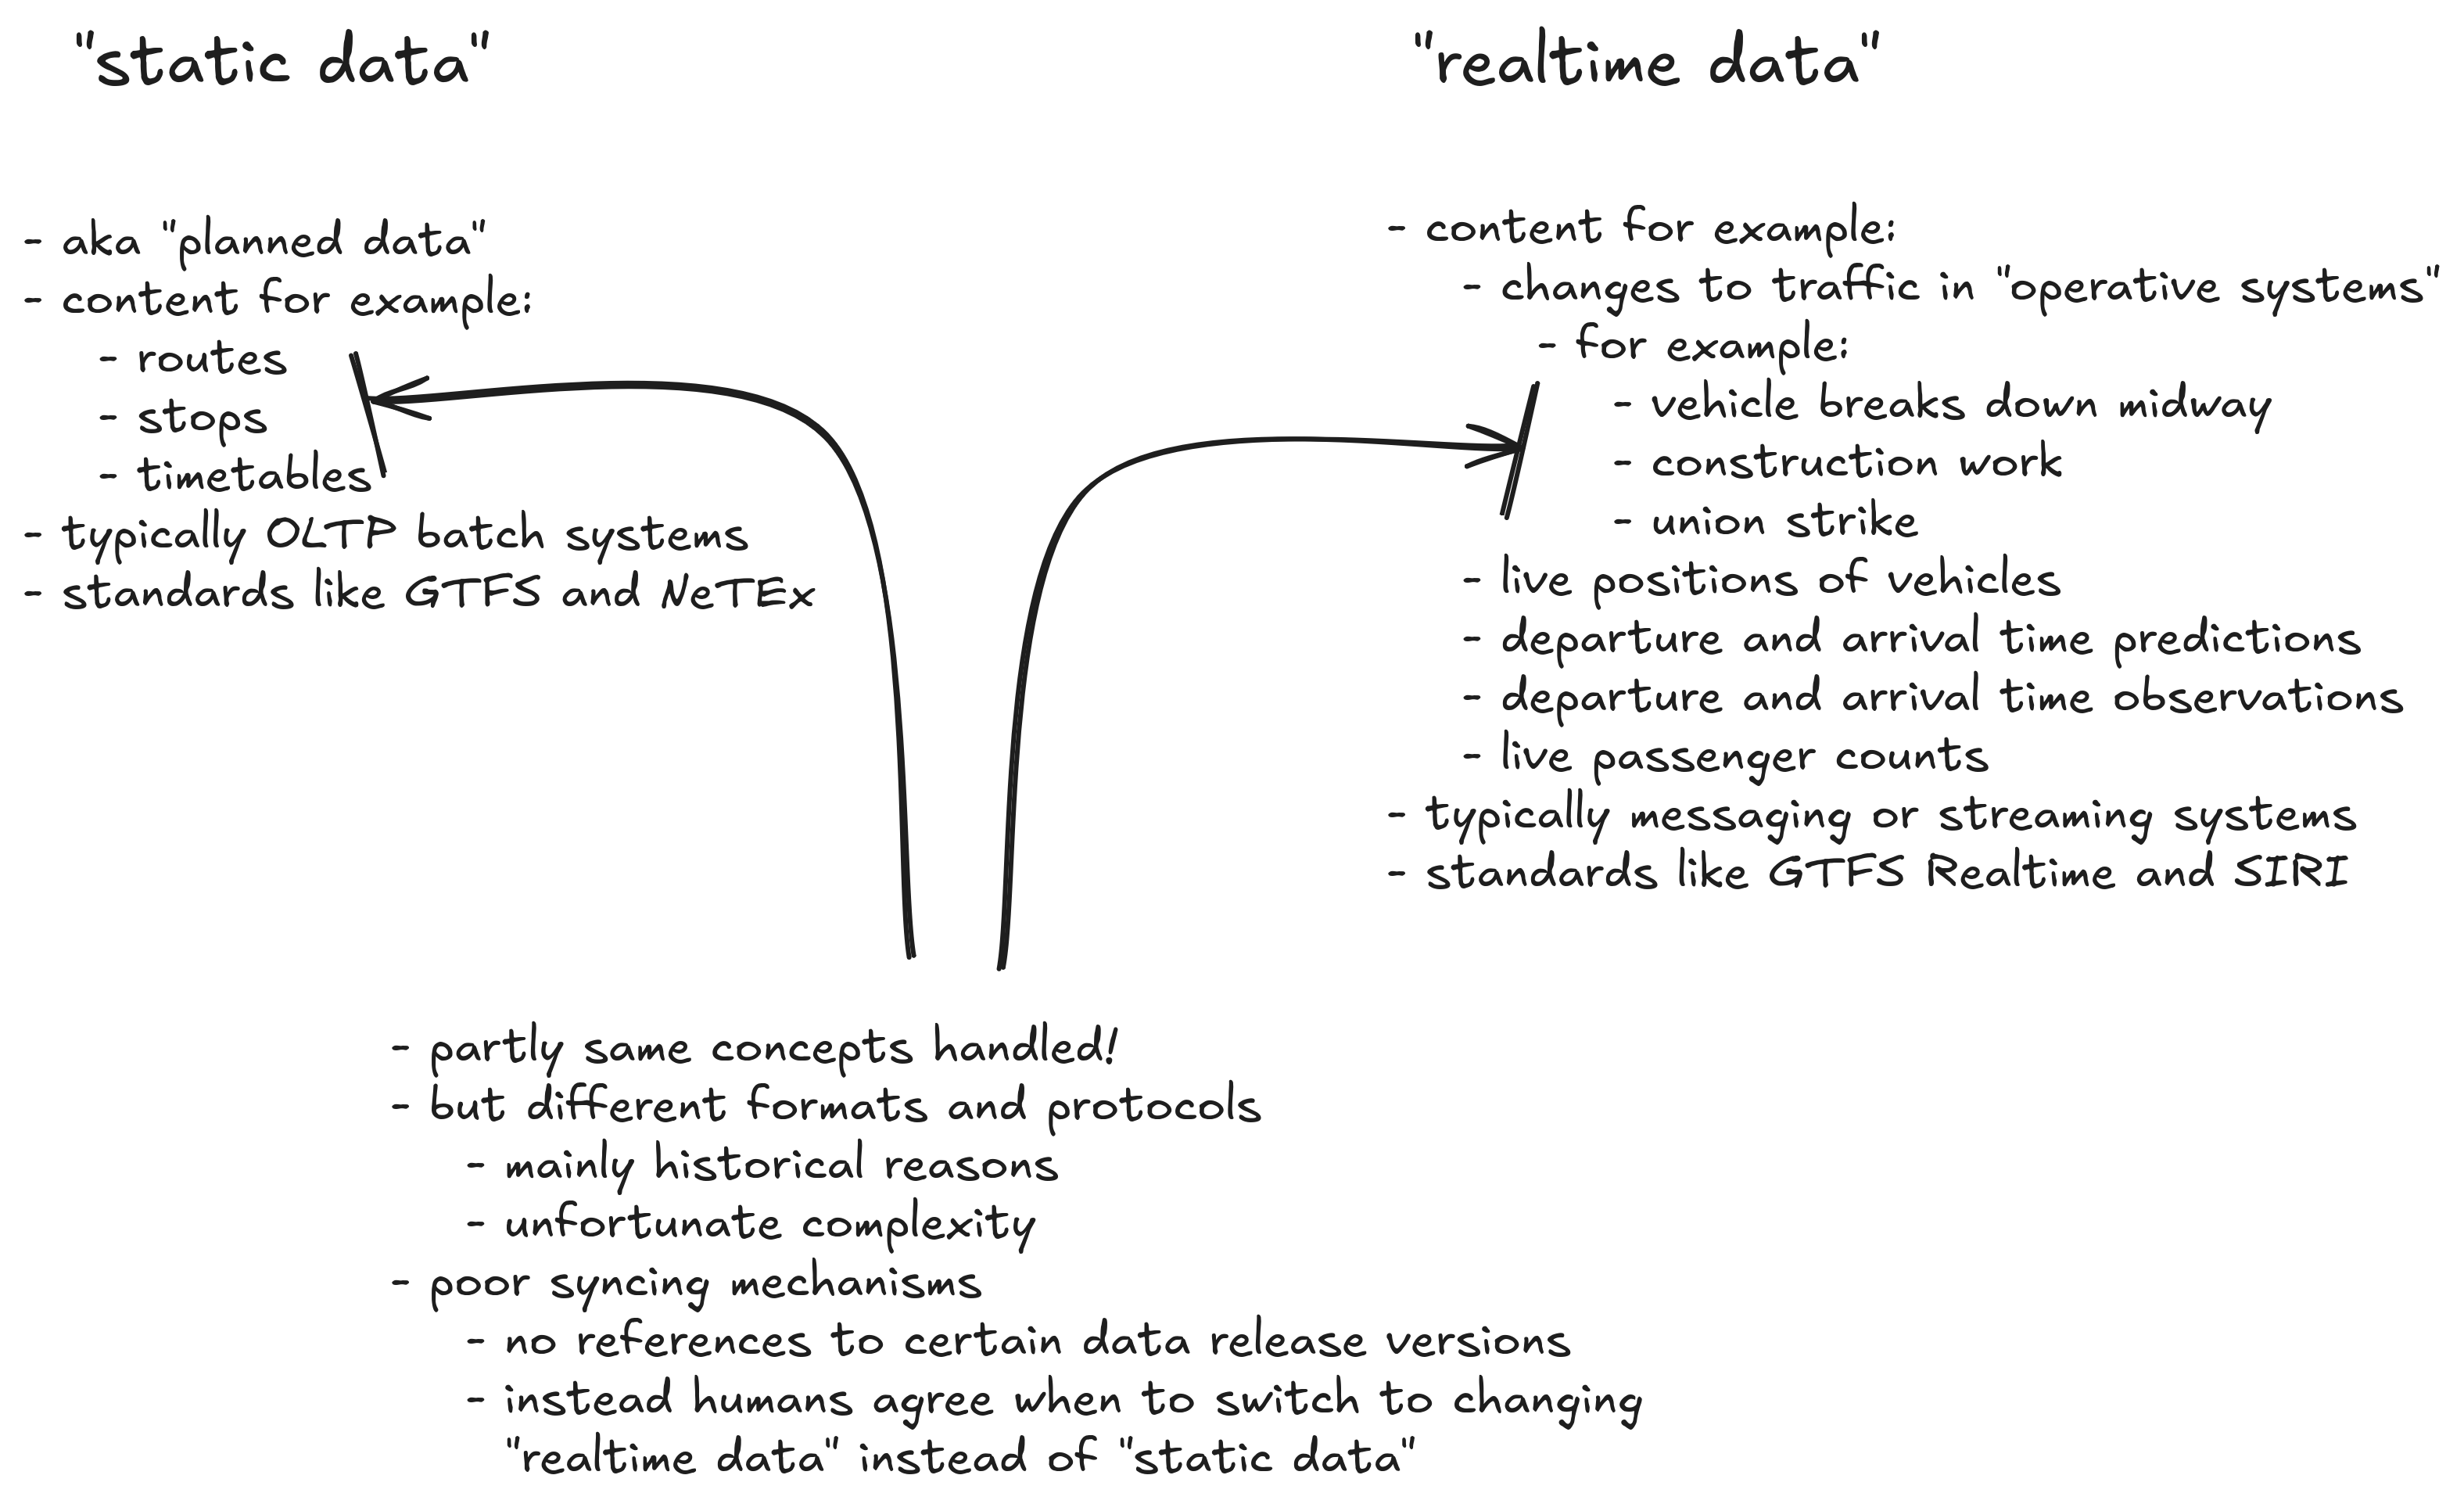 "static data"
- aka "planned data"
- content for example:
- routes
- stops
- timetables
- typically OLTP batch systems
- standards like GTFS and NeTEx
"realtime data"
- content for example:
- changes to traffic in "operative systems"
- for example:
- vehicle breaks down midway
- construction work
- union strike
- live positions of vehicles
- departure and arrival time predictions
- departure and arrival time observations
- live passenger counts
- typically messaging or streaming systems
- standards like GTFS Realtime and SIRI
- partly same concepts handled!
- but different formats and protocols
- mainly historical reasons
- unfortunate complexity
- poor syncing mechanisms
- no references to certain data release versions
- instead humans agree when to switch to changing
"realtime data" instead of "static data"